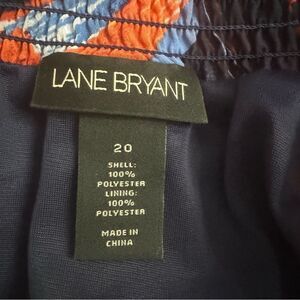 LANE BRYANT
20
SHELL:
100%
POLYESTER
LINING:
100%
POLYESTER
MADE IN
CHINA